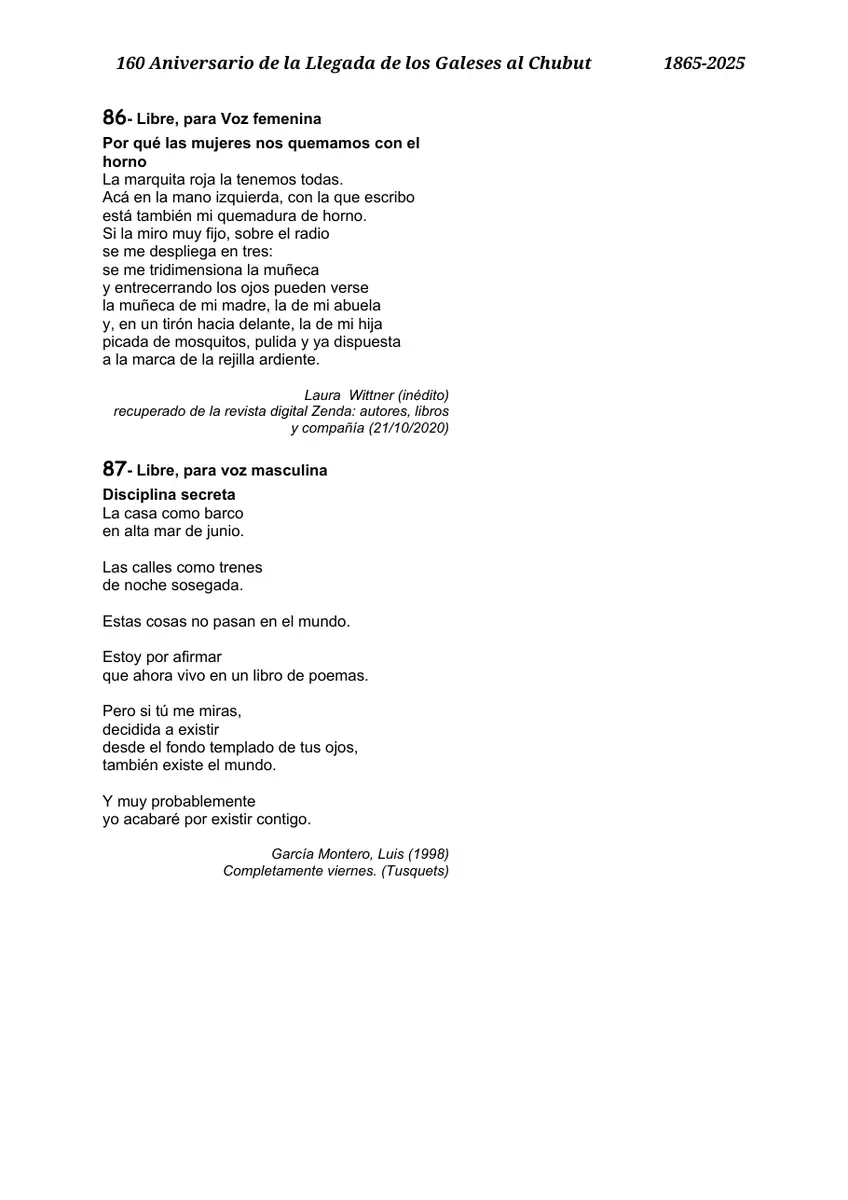 160 Aniversario de la Llegada de los Galeses al Chubut 1865-2025
86- Libre, para Voz femenina
Por qué las mujeres nos quemamos con el
horno
La marquita roja la tenemos todas.
Acá en la mano izquierda, con la que escribo
está también mi quemadura de horno.
Si la miro muy fijo, sobre el radio
se me despliega en tres:
se me tridimensiona la muñeca
y entrecerrando los ojos pueden verse
la muñeca de mi madre, la de mi abuela
y, en un tirón hacia delante, la de mi hija
picada de mosquitos, pulida y ya dispuesta
a la marca de la rejilla ardiente.
Laura Wittner (inédito)
recuperado de la revista digital Zenda: autores, libros
y compañía (21/10/2020)
87- Libre, para voz masculina
Disciplina secreta
La casa como barco
en alta mar de junio.
Las calles como trenes
de noche sosegada.
Estas cosas no pasan en el mundo.
Estoy por afirmar
que ahora vivo en un libro de poemas.
Pero si tú me miras,
decidida a existir
desde el fondo templado de tus ojos,
también existe el mundo.
Y muy probablemente
yo acabaré por existir contigo.
García Montero, Luis (1998)
Completamente viernes. (Tusquets)